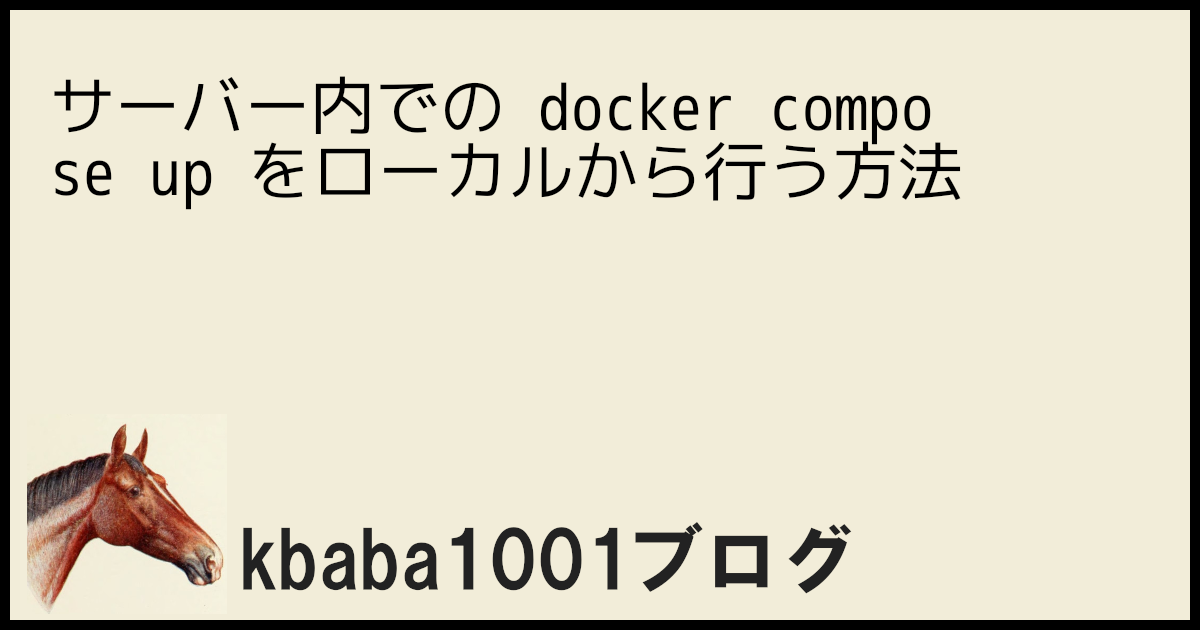 サーバー内での docker compo
se up をローカルから行う方法
kbaba1001ブログ